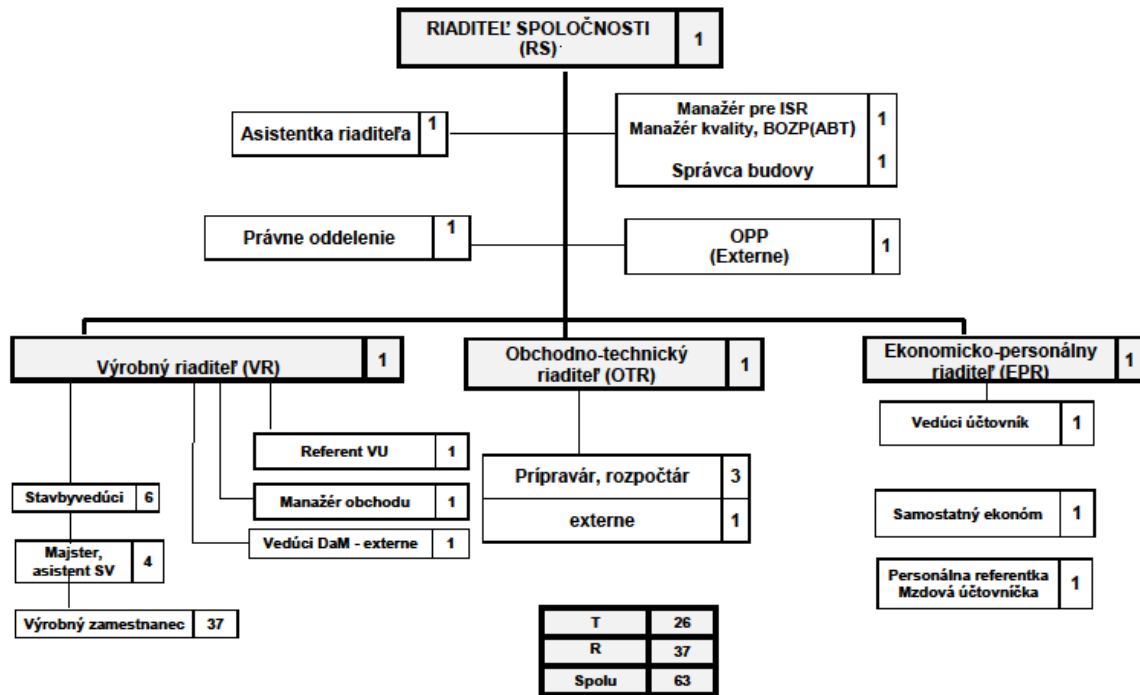 RIADITEĽ SPOLOČNOSTI
(RS)
1
Asistentka riaditeľa
1
Manažér pre ISR
1
Manažér kvality, BOZP(ABT)
Správca budovy
1
Právne oddelenie
1
OPP
(Externe)
1
Výrobný riaditeľ (VR)
1
Obchodno-technický
riaditeľ (OTR)
1
Ekonomicko-personálny
riaditeľ (EPR)
1
Vedúci účtovník
1
Referent VU
1
Prípravár, rozpočtár
3
Stavbyvedúci
6
Manažér obchodu
1
externe
1
Samostatný ekonóm
1
Vedúci DaM - externe
1
Majster,
asistent SV
4
Personálna referentka
Mzdová účtovníčka
1
Výrobný zamestnanec
37
T 26
R 37
Spolu 63